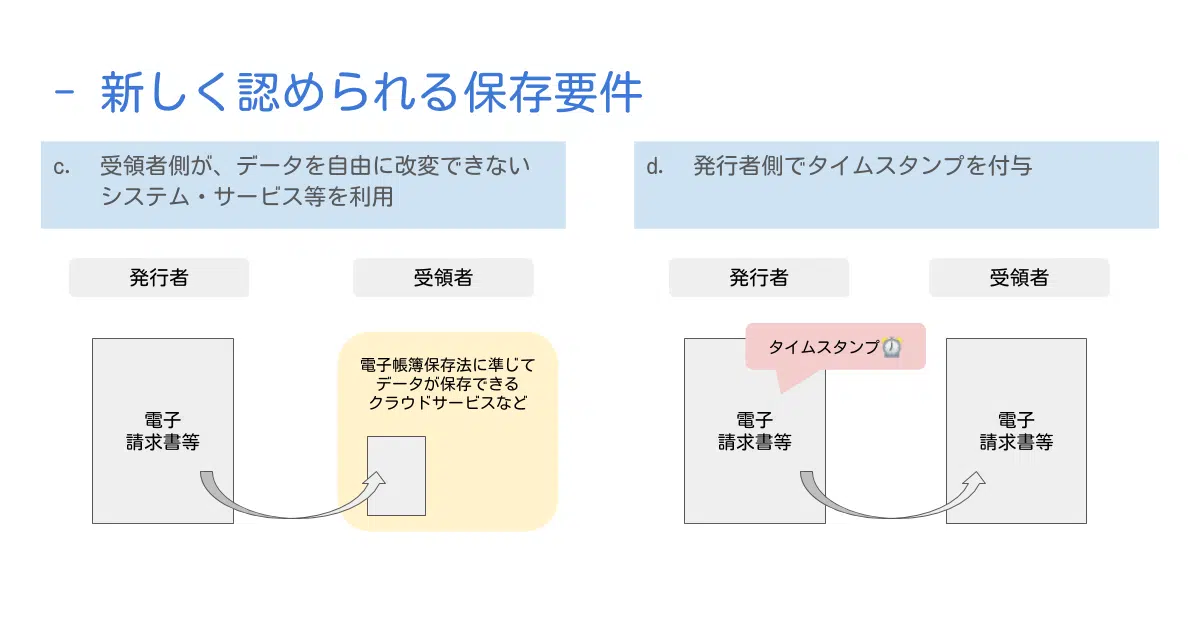 - 新しく認められる保存要件
c. 受領者側が、データを自由に改変できない
システム・サービス等を利用
d. 発行者側でタイムスタンプを付与
発行者
受領者
電子
請求書等
電子帳簿保存法に準じて
データが保存できる
クラウドサービスなど
発行者
受領者
タイムスタンプ⏰
電子
請求書等
電子
請求書等